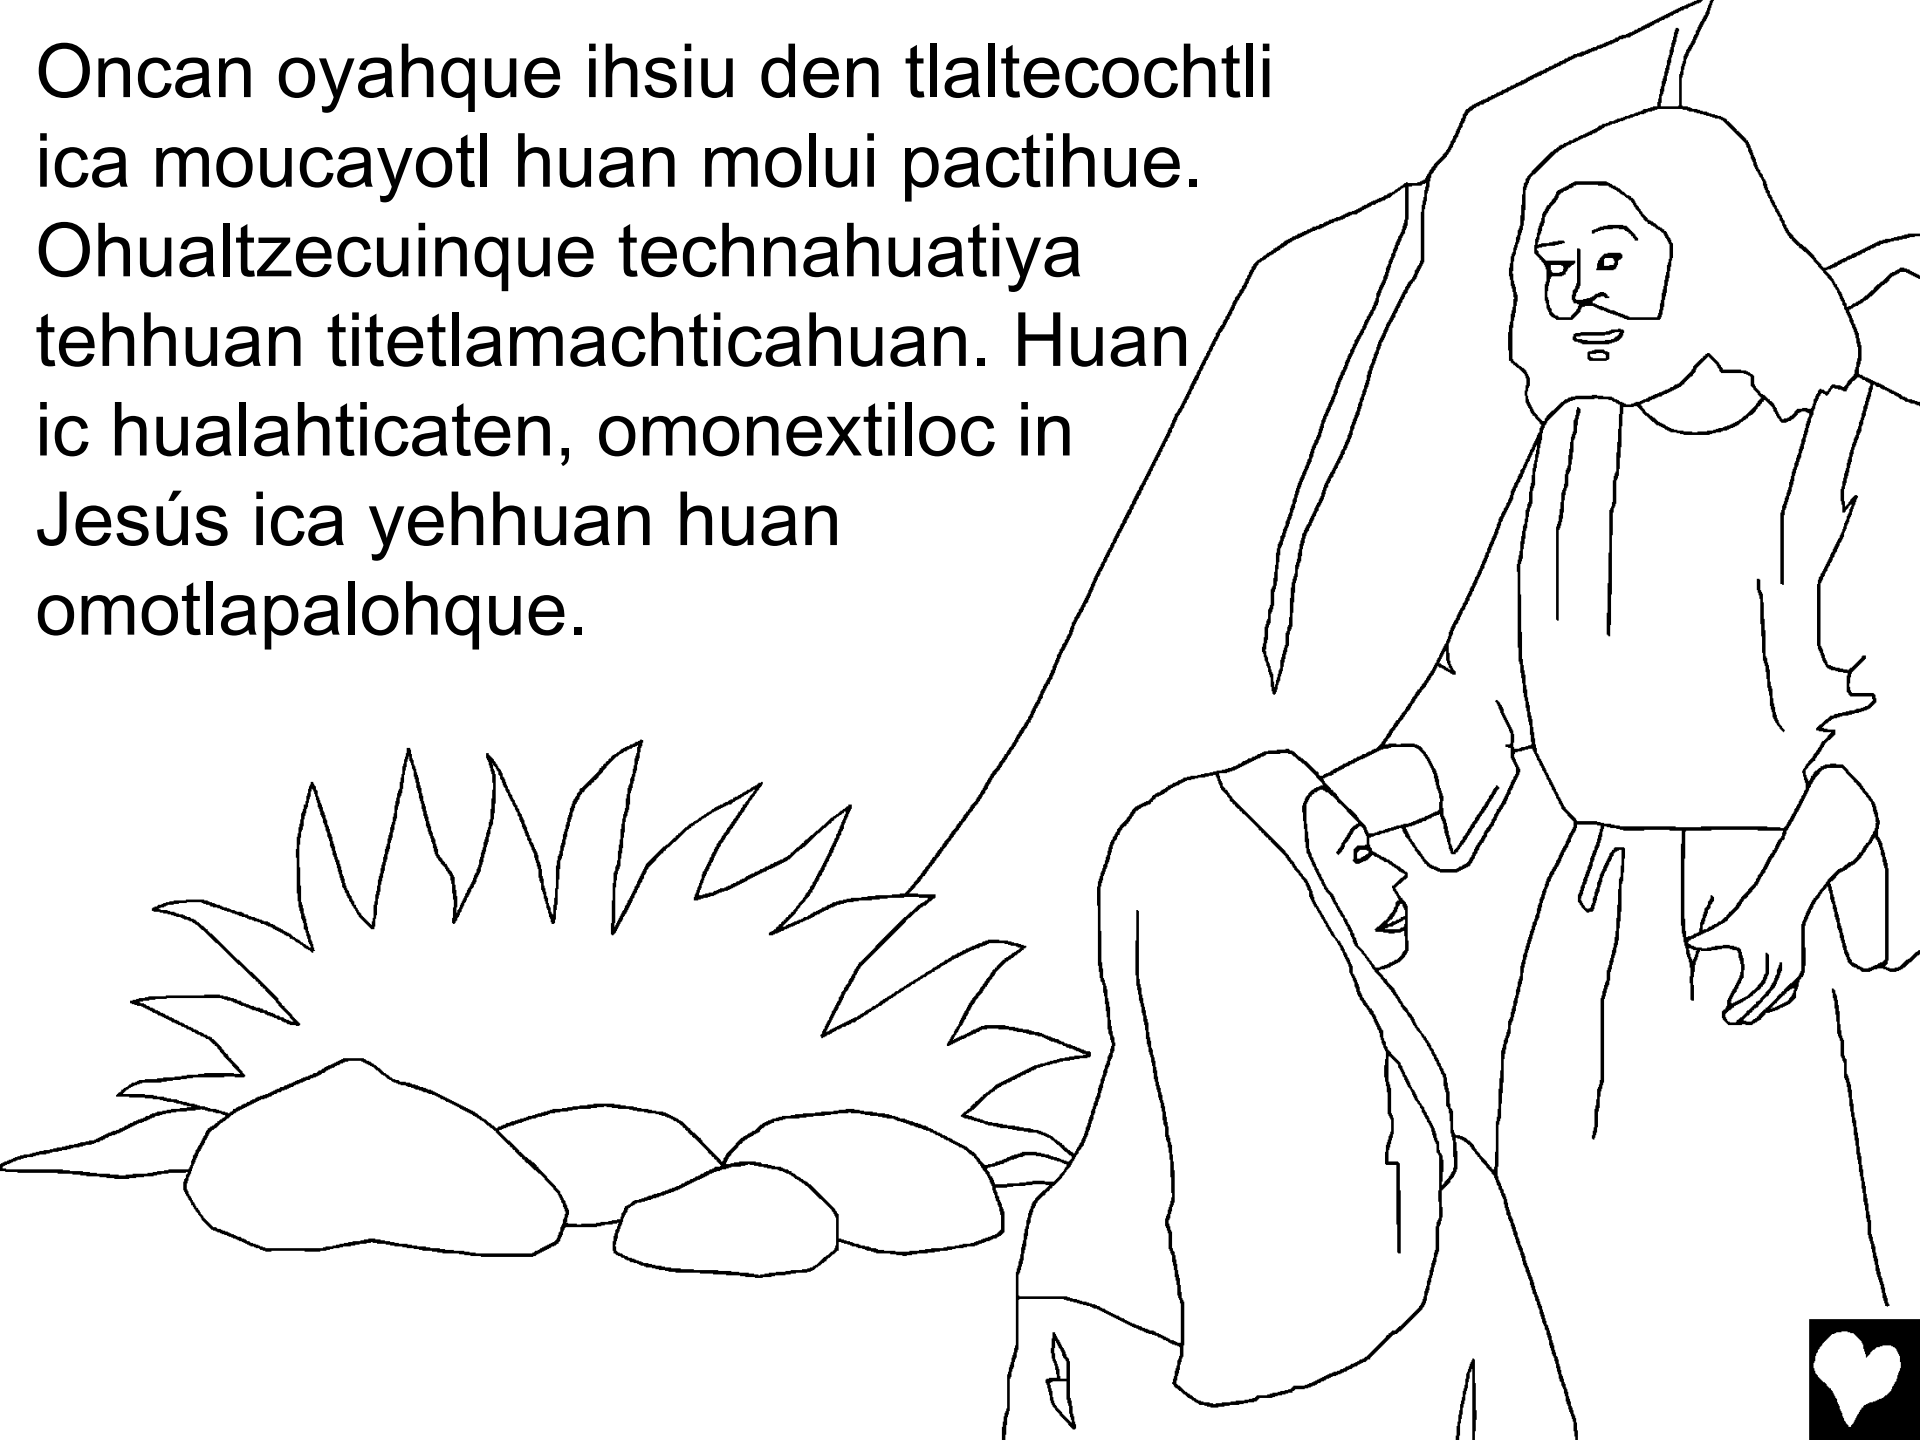 Oncan oyahque ihsiu den tlaltecochtli
ica moucayotl huan molui pactihue.
Ohualtzecuinque technahuatiya
tehhuan titetlamachticahuan. Huan
ic hualahticaten, omonextiloc in
Jesús ica yehhuan huan
omotlapalohque.